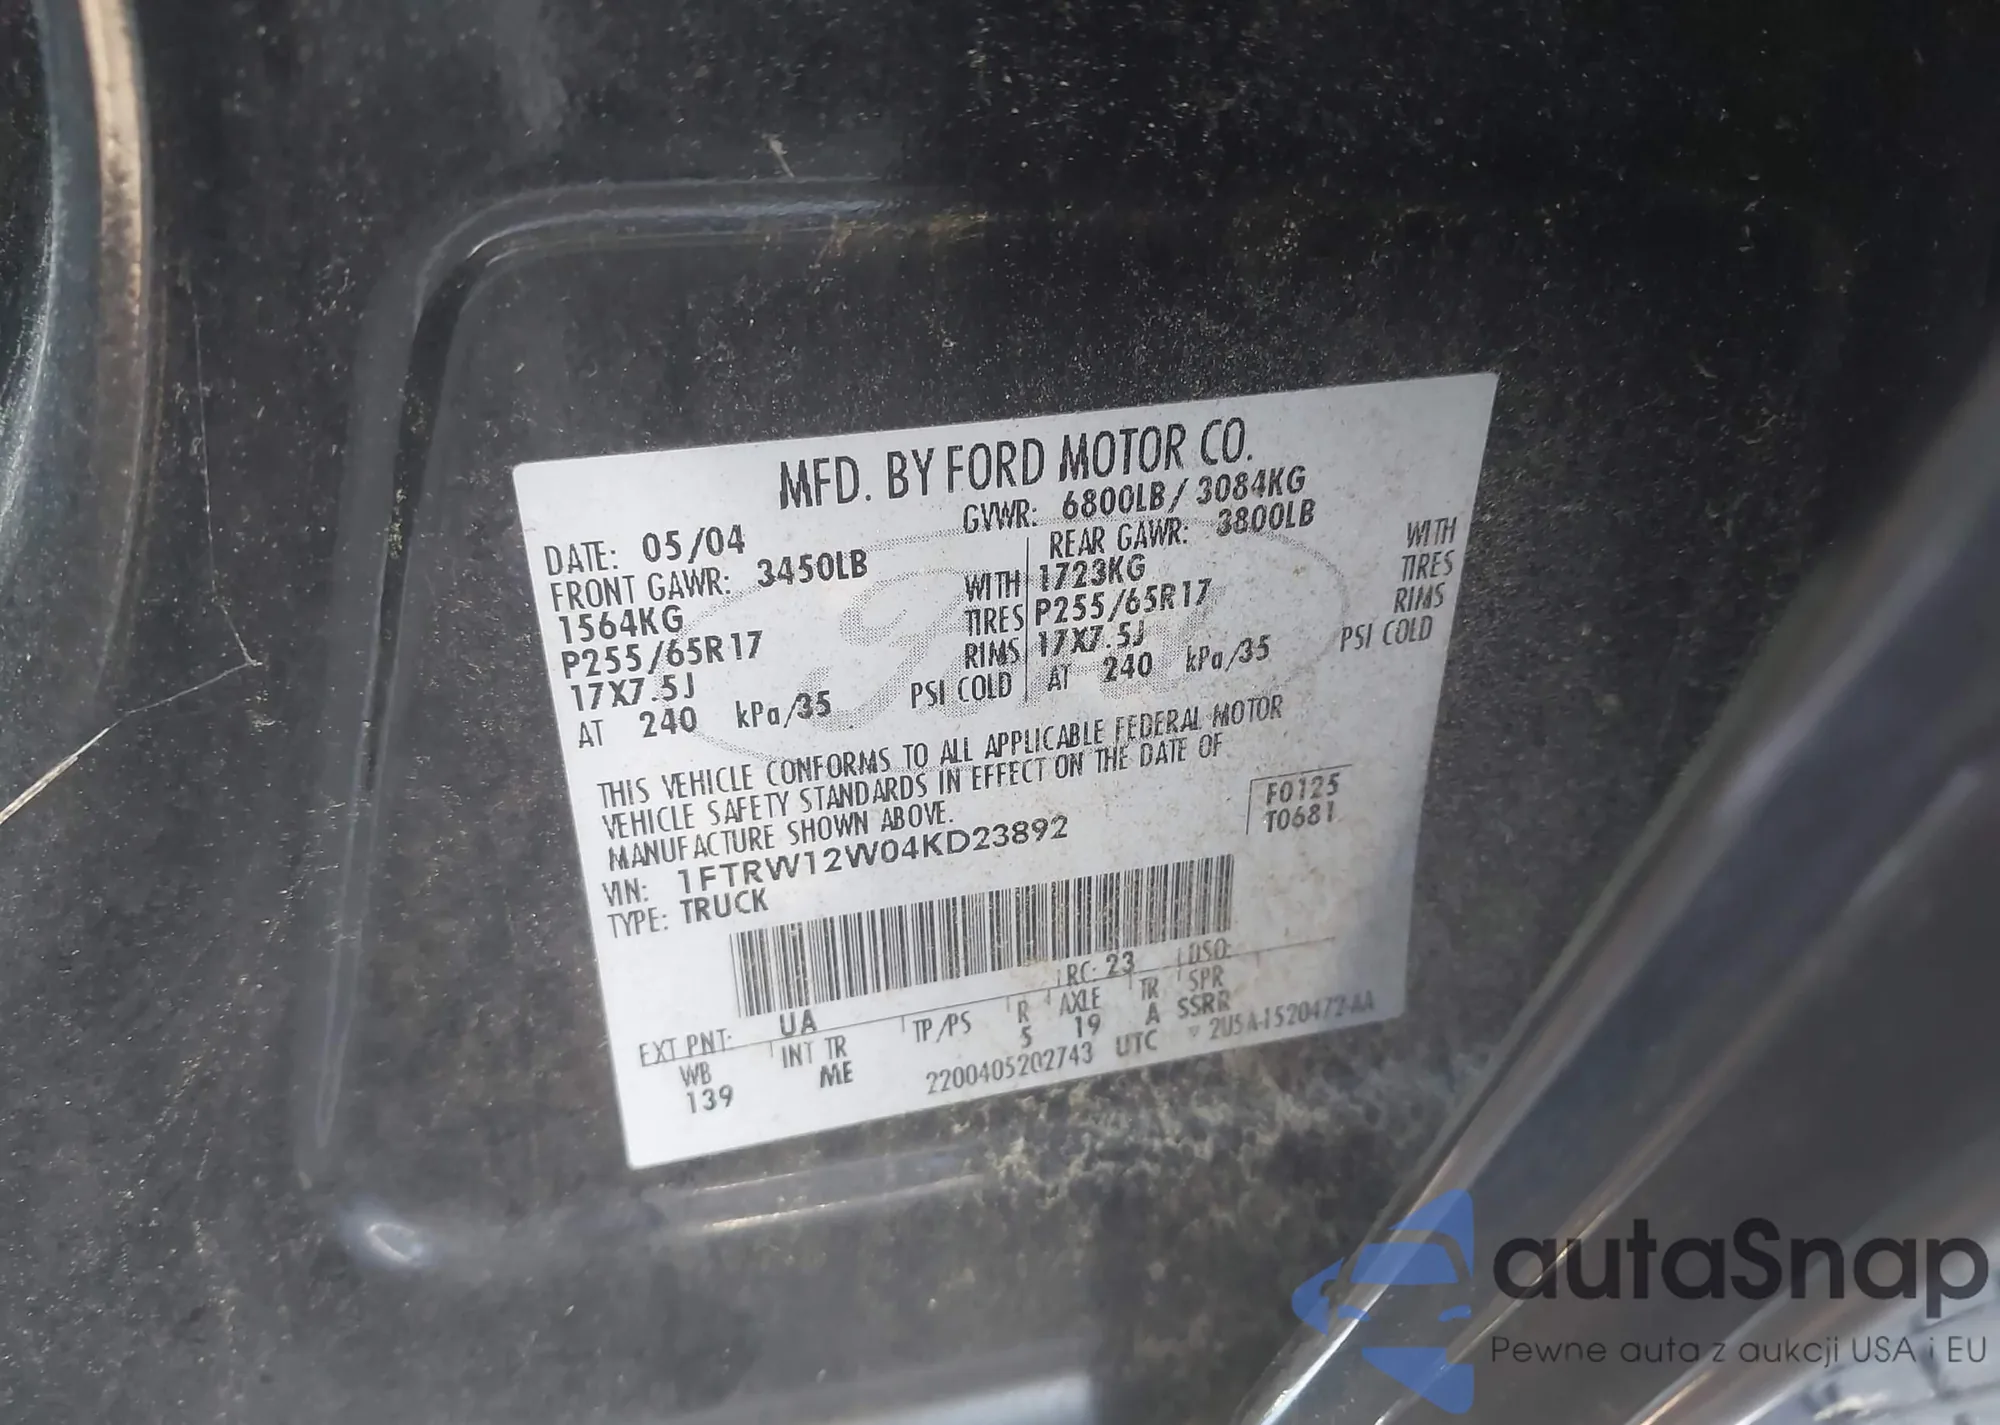 MFD. BY FORD MOTOR CO.
DATE: 05/04 GVWR: 6800LB / 3084KG
FRONT GAWR: 3450LB REAR GAWR: 3800LB
1564KG WITH 1723KG WITH
P255/65R17 TIRES P255/65R17 TIRES
17X7.5J RIMS 17X7.5J RIMS
AT 240 kPa/35 PSI COLD AT 240 kPa/35 PSI COLD
THIS VEHICLE CONFORMS TO ALL APPLICABLE FEDERAL MOTOR
VEHICLE SAFETY STANDARDS IN EFFECT ON THE DATE OF
MANUFACTURE SHOWN ABOVE.
VIN: 1FTRW12W04KD23892 F0125
TYPE: TRUCK T0681
EXT PNT: UA RC: 23 DSO:
WB INT TR TP/PS R AXLE TR SPR
139 ME 5 19 A SSRR
2200405202743 UTC 2U5A-1520472-AA
Ford
autaSnap
Pewne auta z aukcji USA i EU